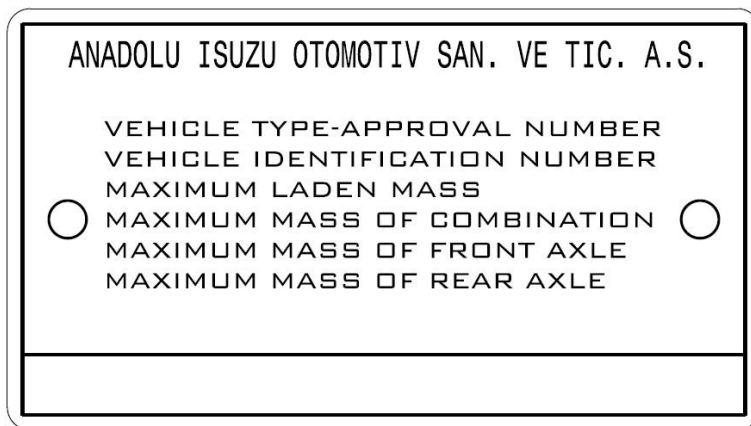 ANADOLU ISUZU OTOMOTIV SAN. VE TIC. A.S.
VEHICLE TYPE-APPROVAL NUMBER
VEHICLE IDENTIFICATION NUMBER
MAXIMUM LADEN MASS
MAXIMUM MASS OF COMBINATION
MAXIMUM MASS OF FRONT AXLE
MAXIMUM MASS OF REAR AXLE